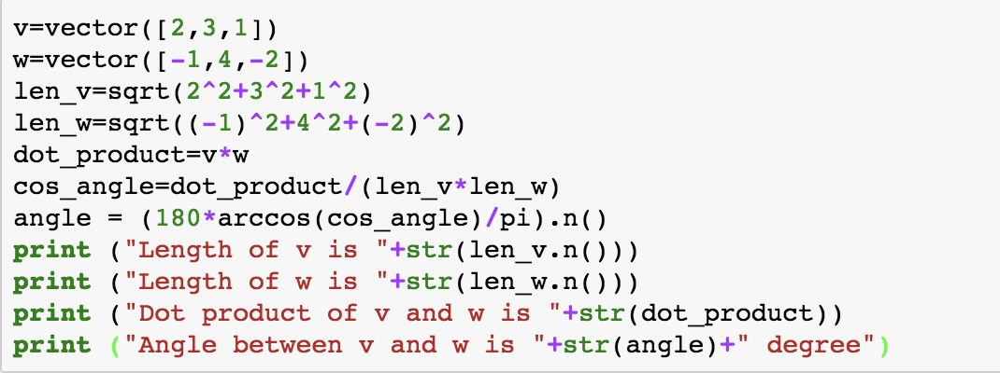 v=vector([2,3,1])
w=vector([-1,4,-2])
len_v=sqrt(2^2+3^2+1^2)
len_w=sqrt((-1)^2+4^2+(-2)^2)
dot_product=v*w
cos_angle=dot_product/(len_v*len_w)
angle = (180*arccos(cos_angle)/pi).n()
print ("Length of v is "+str(len_v.n()))
print ("Length of w is "+str(len_w.n()))
print ("Dot product of v and w is "+str(dot_product))
print ("Angle between v and w is "+str(angle)+" degree")